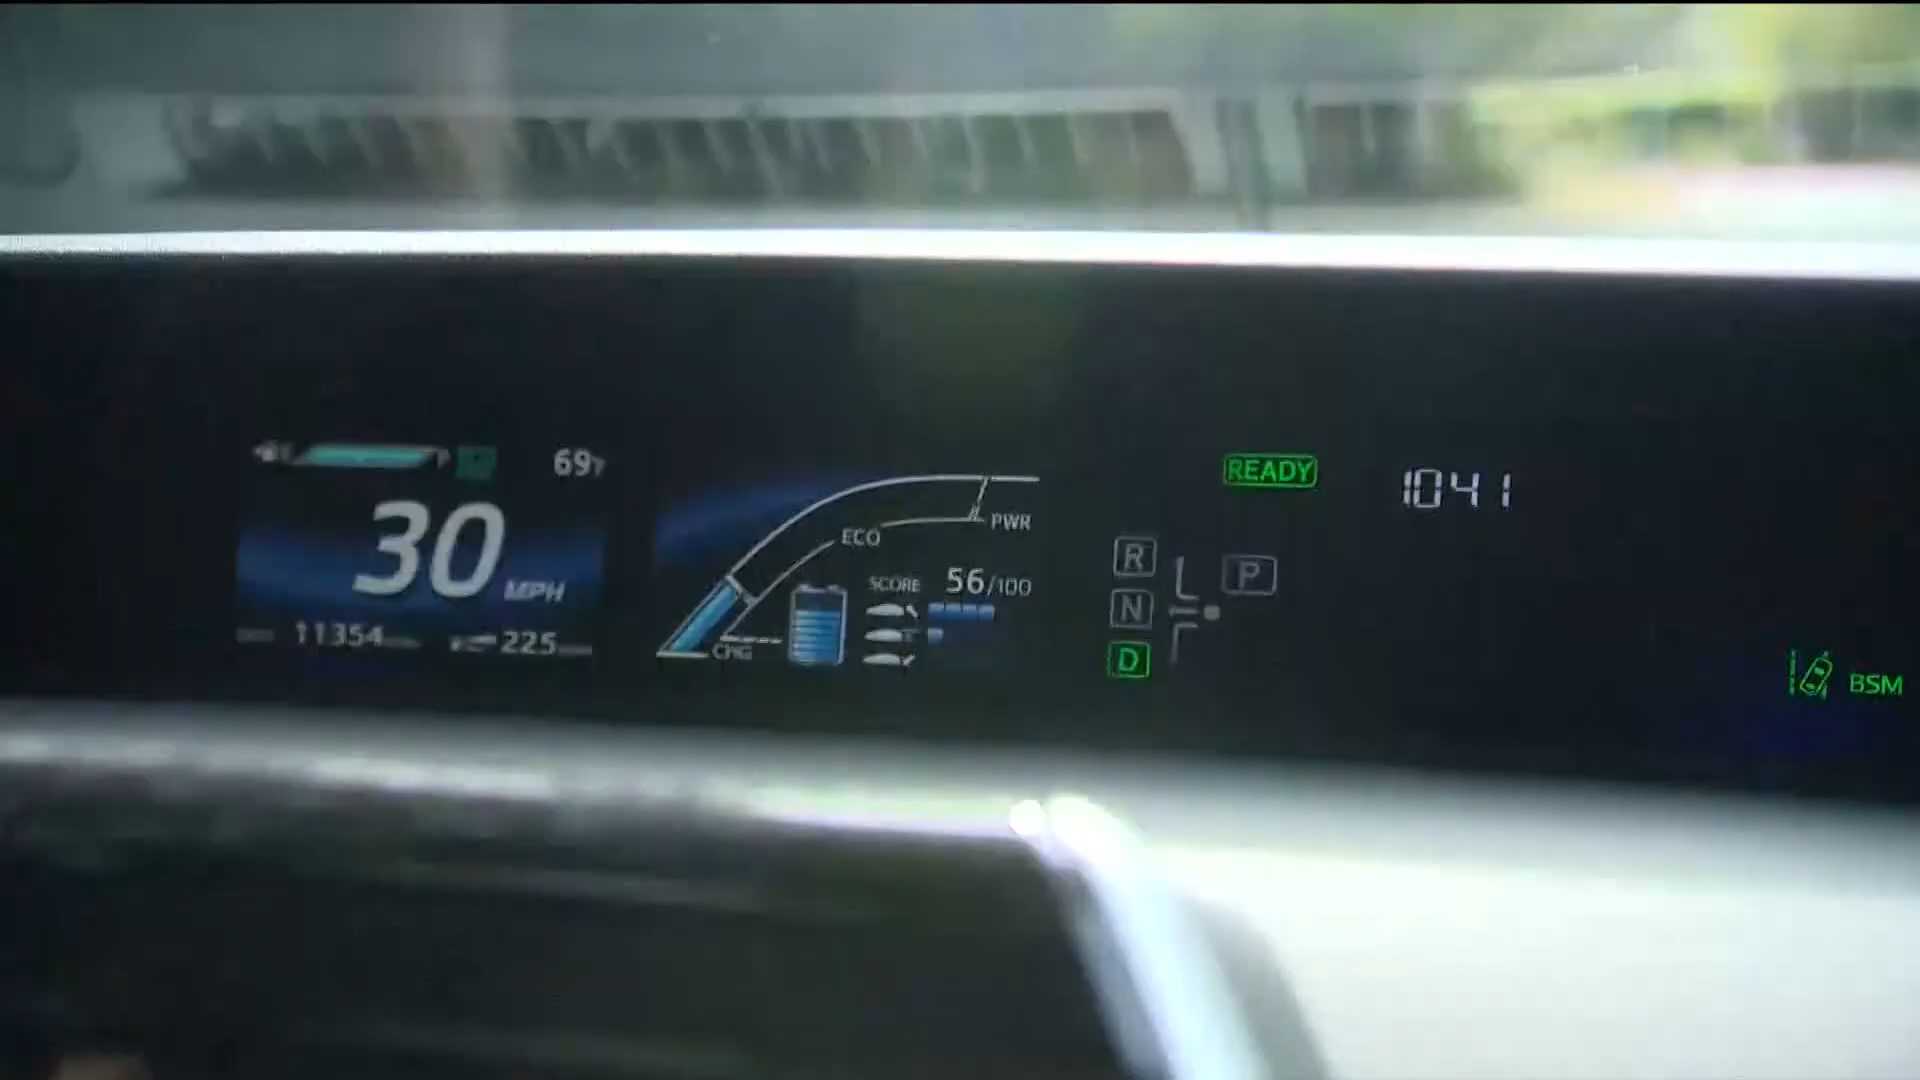 69
READY
1041
30 MPH
ECO
PWR
SCORE 56/100
R
N
P
D
11354
225
CHG
BSM